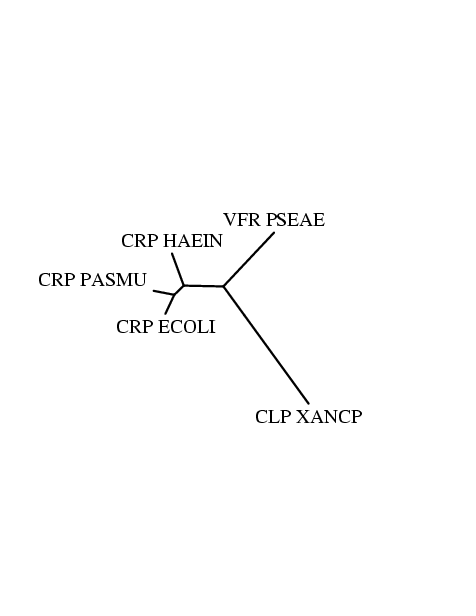 VFR PSEAE
CRP HAEIN
CRP PASMU
CRP ECOLI
CLP XANCP